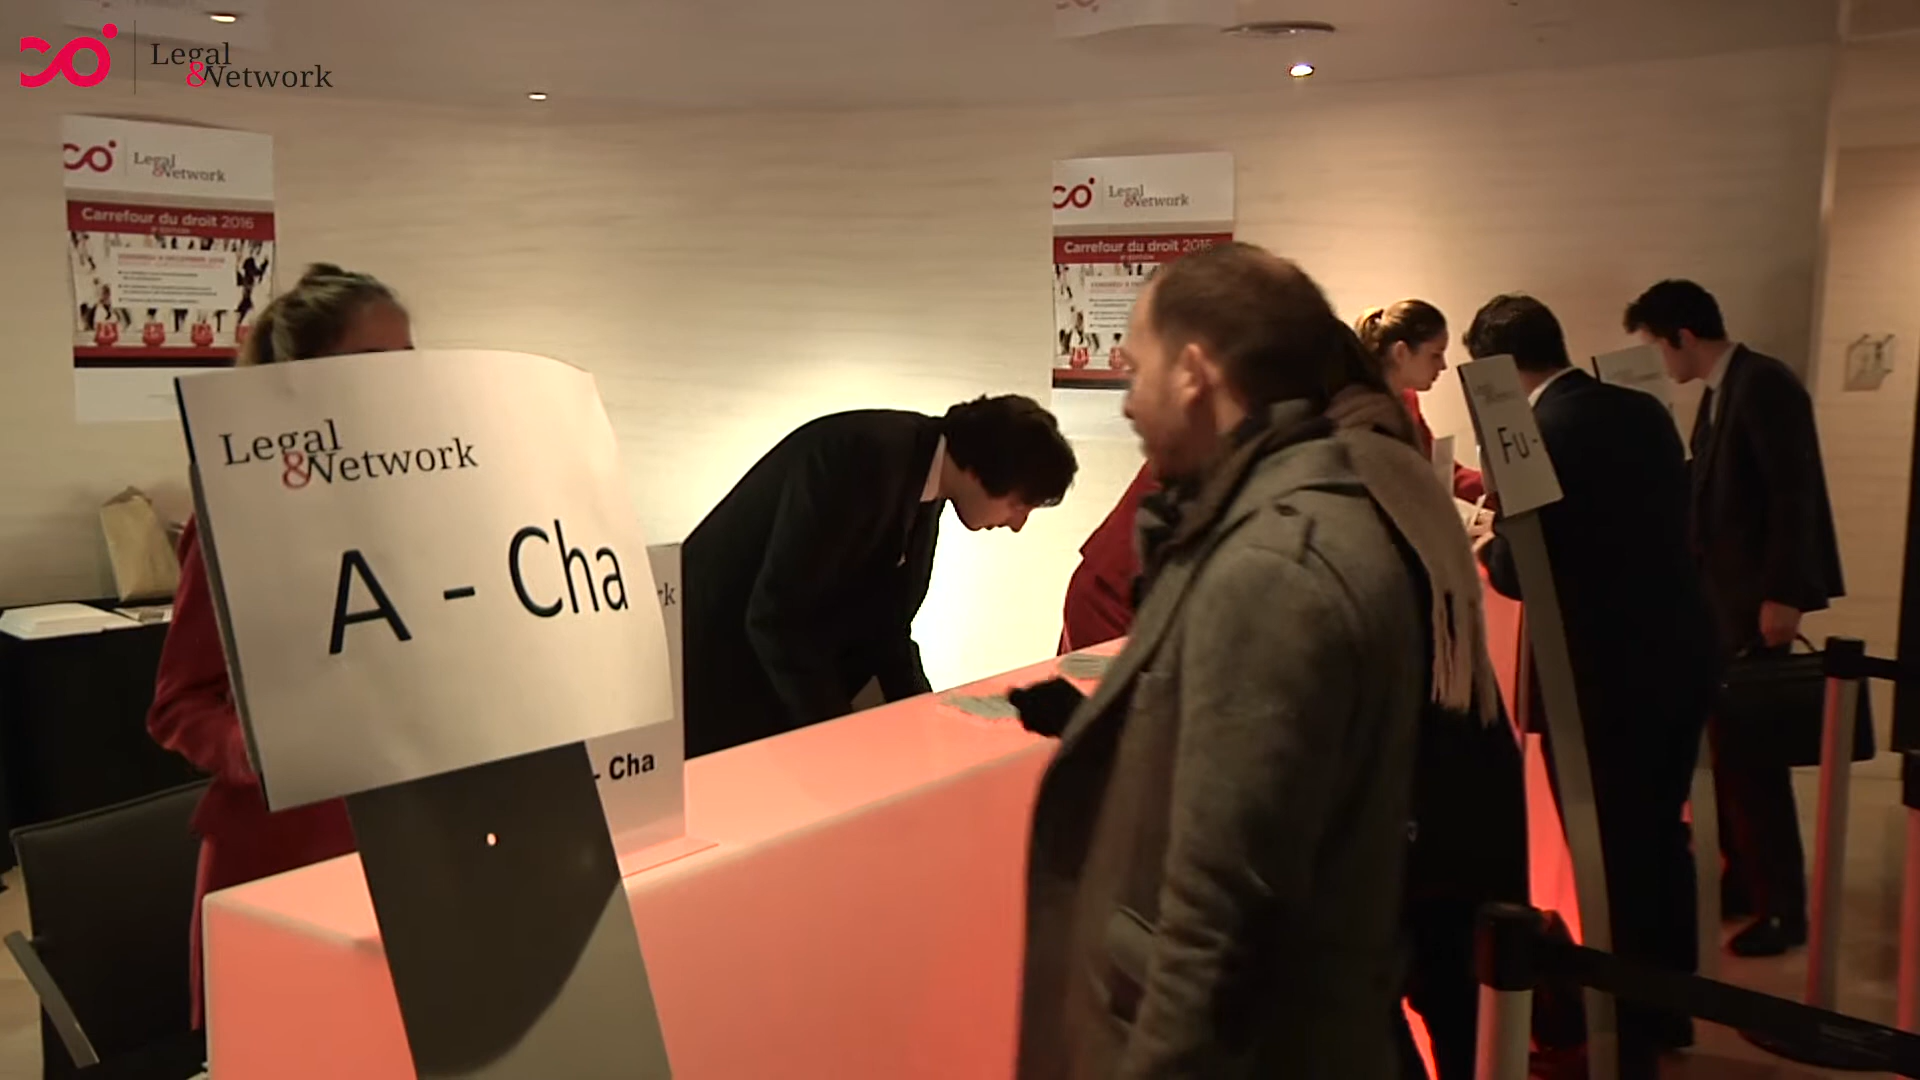 Legal
&Network
Legal
&Network
Carrefour du droit 2016
Legal
&Network
Carrefour du droit 2016
Legal
&Network
A - Cha
- Cha
Fu -